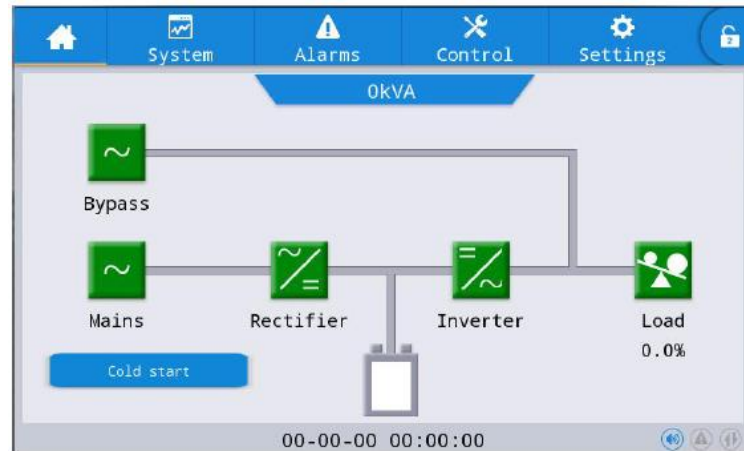 System Alarms Control Settings 2
0kVA
Bypass
Mains Rectifier Inverter Load
0.0%
Cold start
00-00-00 00:00:00